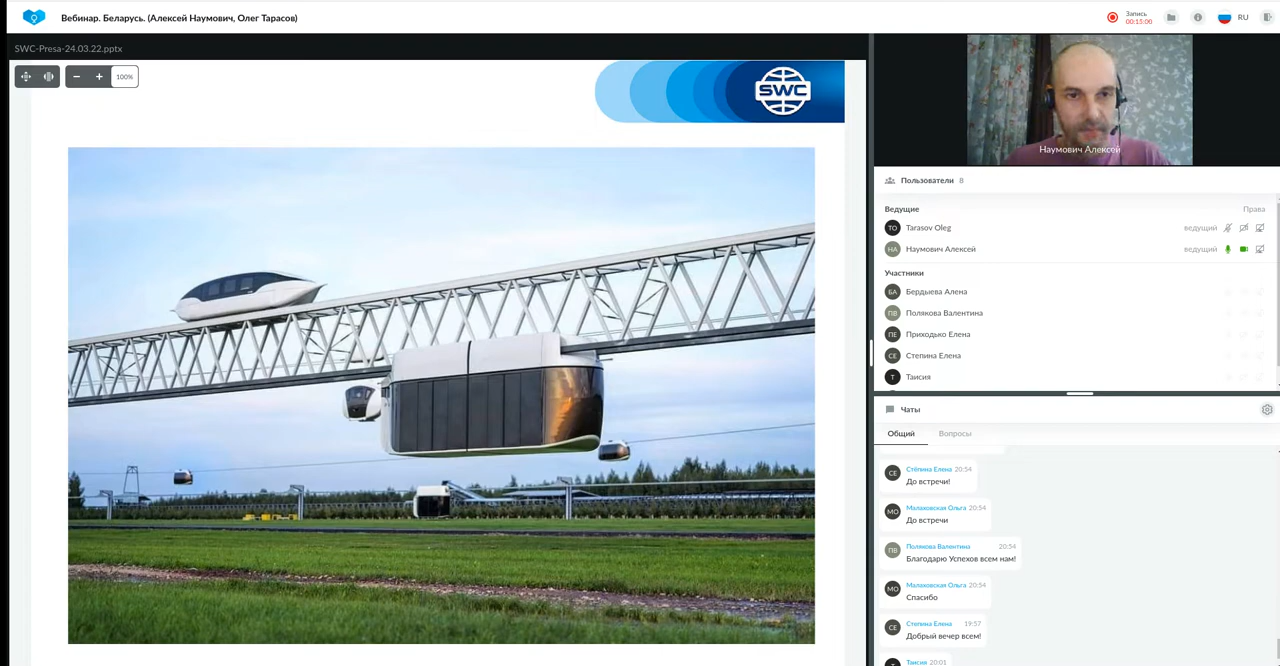 Вебинар. Беларусь. (Алексей Наумович, Олег Тарасов)
Запись
00:15:00
RU
SWC-Presa-24.03.22.pptx
100%
SWC
Наумович Алексей
Пользователи 8
Ведущие
Права
TO Tarasov Oleg ведущий
НА Наумович Алексей ведущий
Участники
БА Бердыева Алена
ПВ Полякова Валентина
ПЕ Приходько Елена
СЕ Степина Елена
Т Таисия
Чаты
Общий Вопросы
СЕ Стёпина Елена 20:54
До встречи!
МО Малаховская Ольга 20:54
До встречи
ПВ Полякова Валентина 20:54
Благодарю Успехов всем нам!
МО Малаховская Ольга 20:54
Спасибо
СЕ Степина Елена 19:57
Добрый вечер всем!
Таисия 20:01